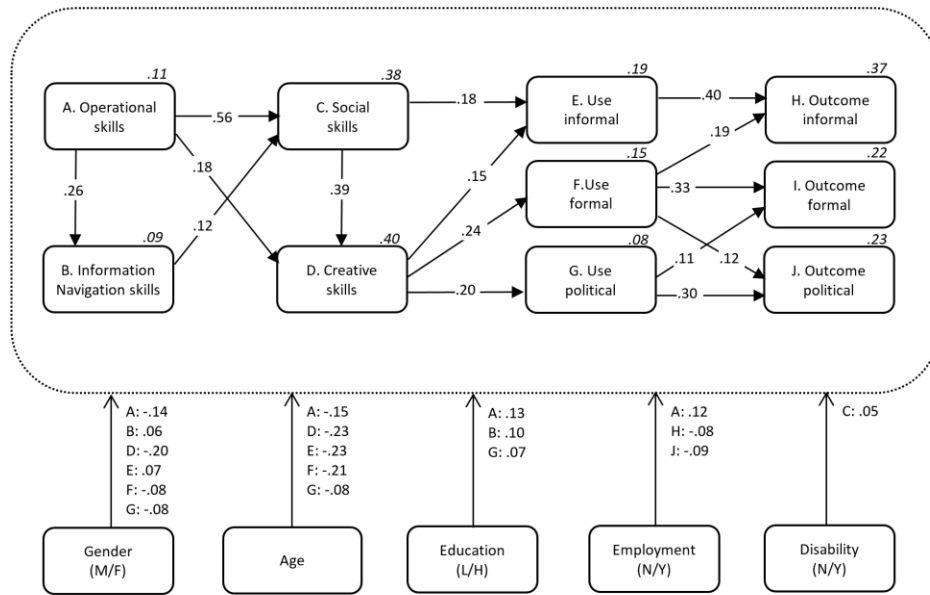 .11
A. Operational
skills
.38
C. Social
skills
.19
E. Use
informal
.37
H. Outcome
informal
.56
.18
.40
.19
.18
.15
.26
.39
.12
.15
F.Use
formal
.22
I. Outcome
formal
.33
.24
.09
B. Information
Navigation skills
.40
D. Creative
skills
.08
G. Use
political
.23
J. Outcome
political
.11
.12
.20
.30
A: -.14
B: .06
D: -.20
E: .07
F: -.08
G: -.08
A: -.15
D: -.23
E: -.23
F: -.21
G: -.08
A: .13
B: .10
G: .07
A: .12
H: -.08
J: -.09
C: .05
Gender
(M/F)
Age
Education
(L/H)
Employment
(N/Y)
Disability
(N/Y)